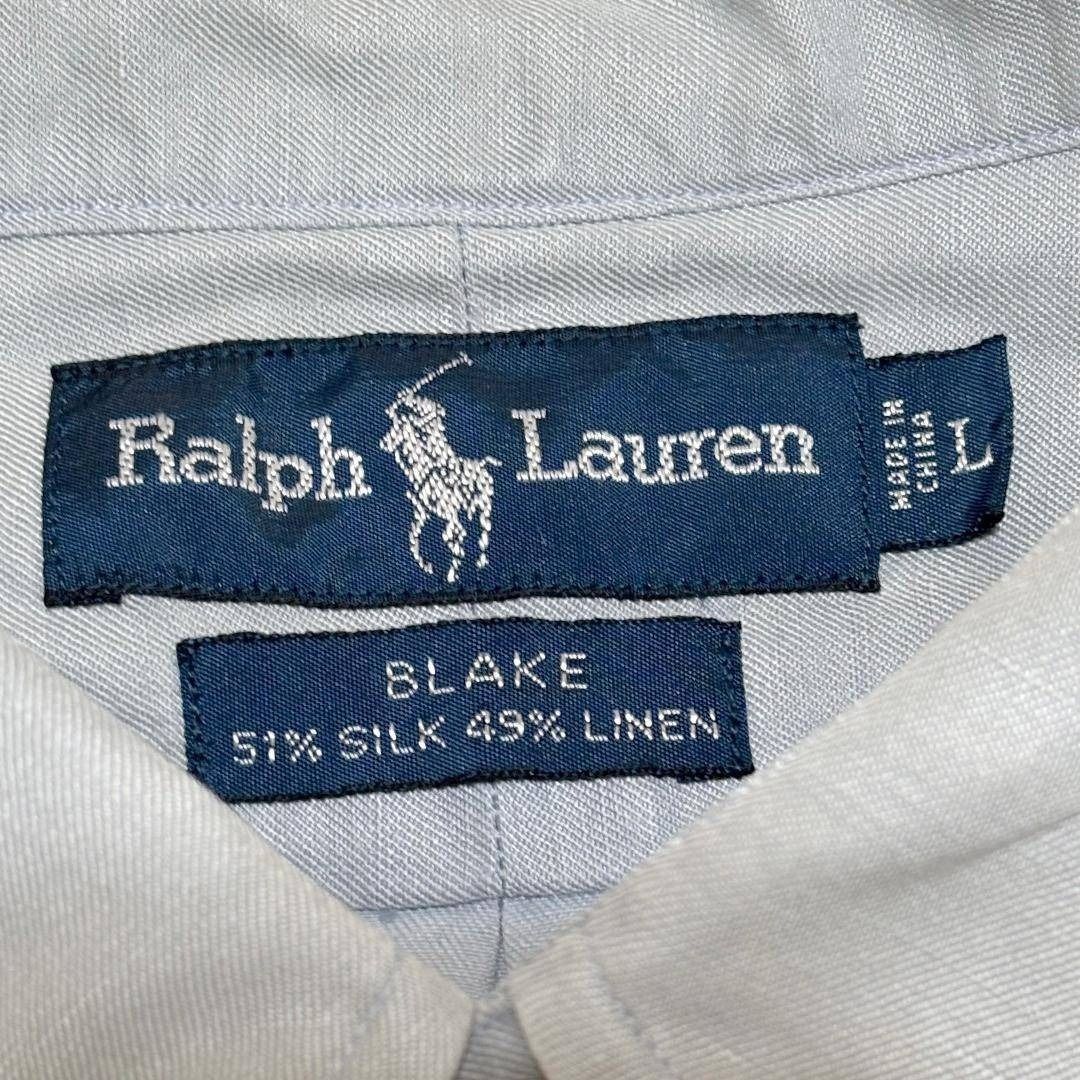 Ralph Lauren
MADE IN
CHINA
L
BLAKE
51% SILK 49% LINEN